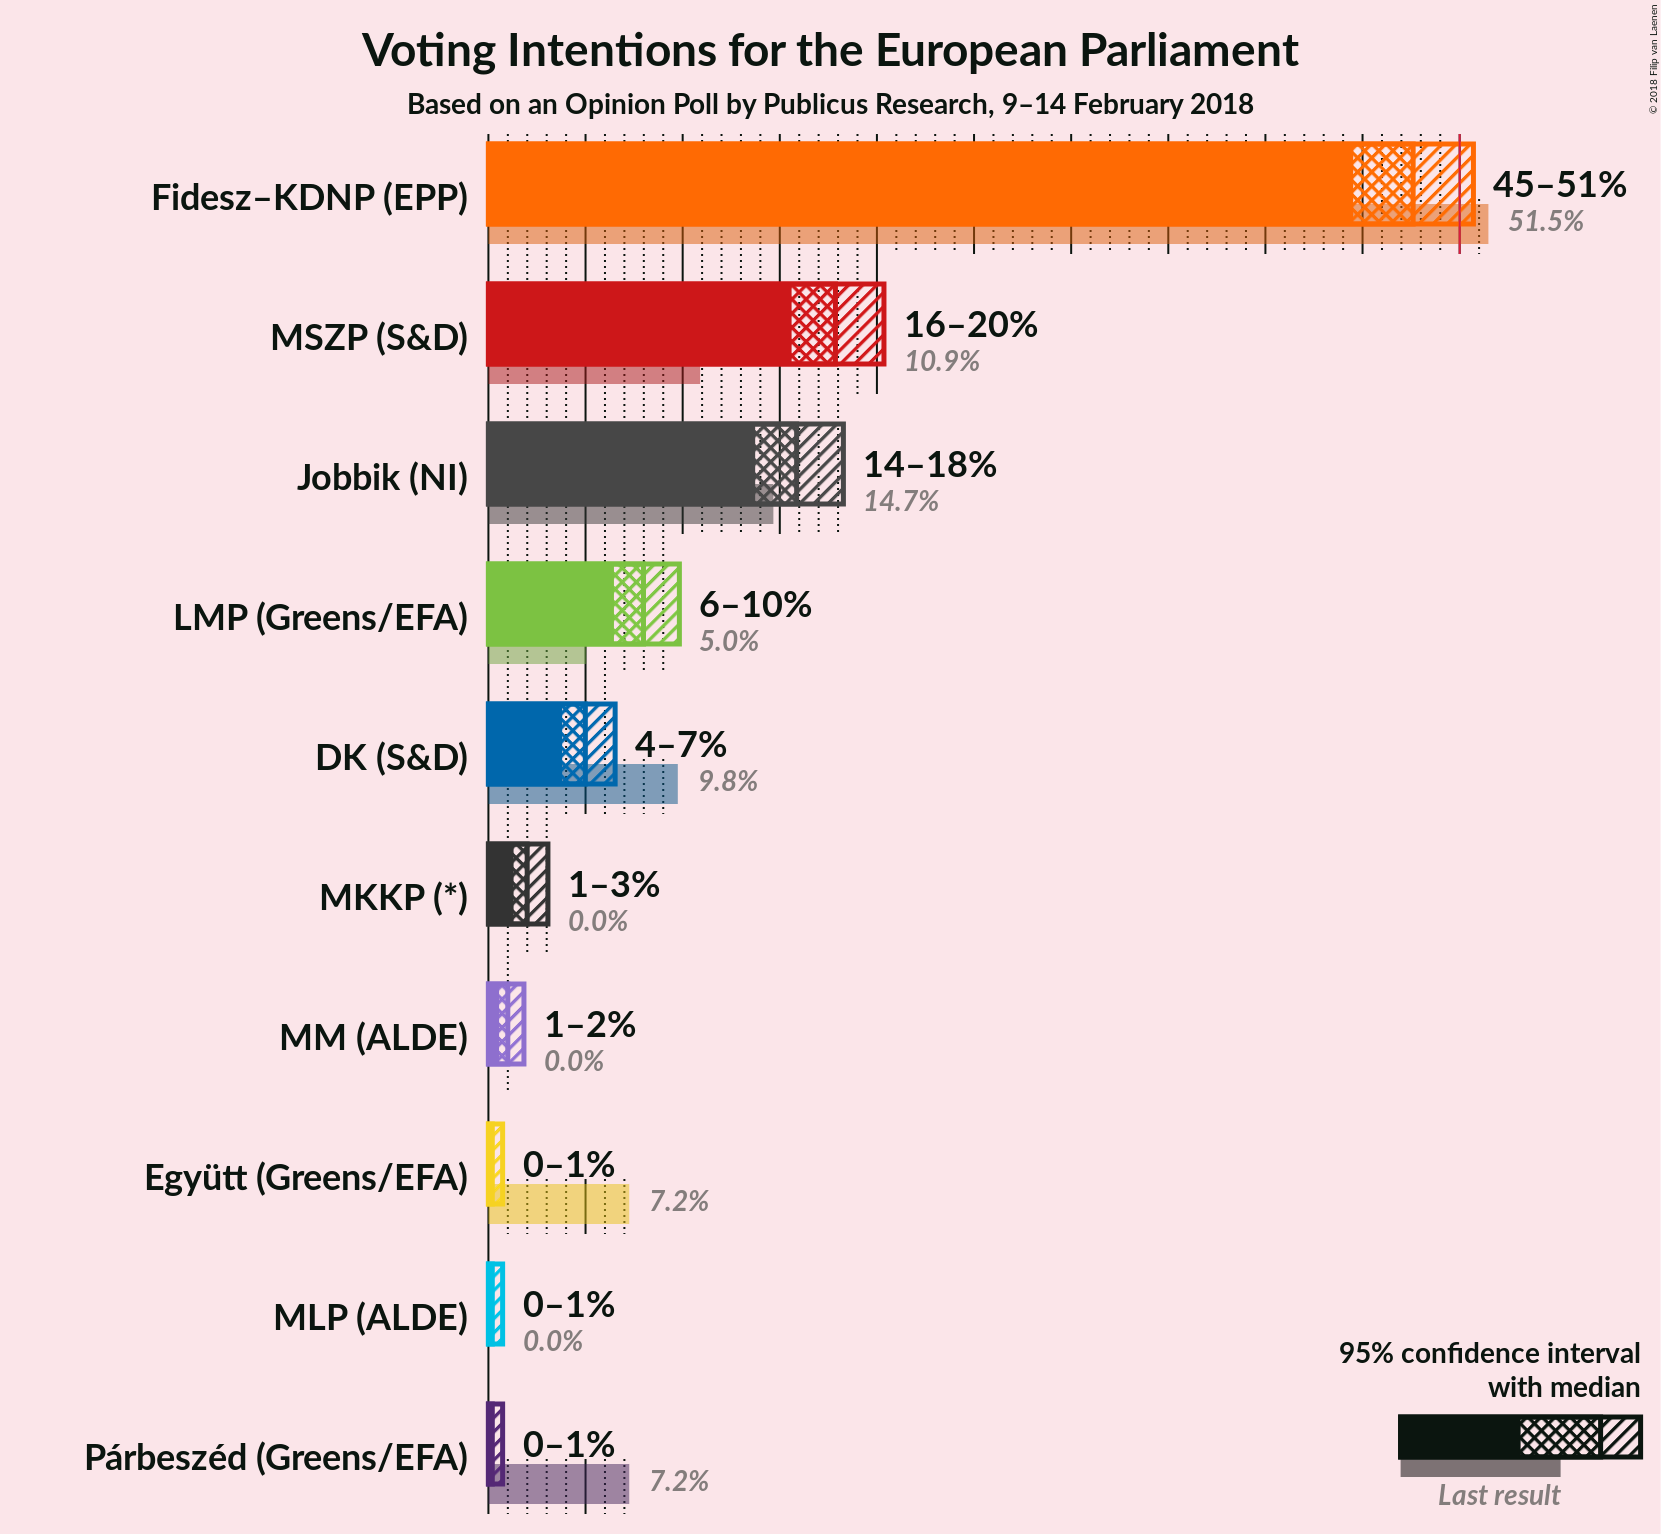 Voting Intentions for the European Parliament
Based on an Opinion Poll by Publicus Research, 9–14 February 2018
© 2018 Filip van Laenen
Fidesz–KDNP (EPP)
45–51%
51.5%
MSZP (S&D)
16–20%
10.9%
Jobbik (NI)
14–18%
14.7%
LMP (Greens/EFA)
6–10%
5.0%
DK (S&D)
4–7%
9.8%
MKKP (*)
1–3%
0.0%
MM (ALDE)
1–2%
0.0%
Együtt (Greens/EFA)
0–1%
7.2%
MLP (ALDE)
0–1%
0.0%
Párbeszéd (Greens/EFA)
0–1%
7.2%
95% confidence interval
with median
Last result